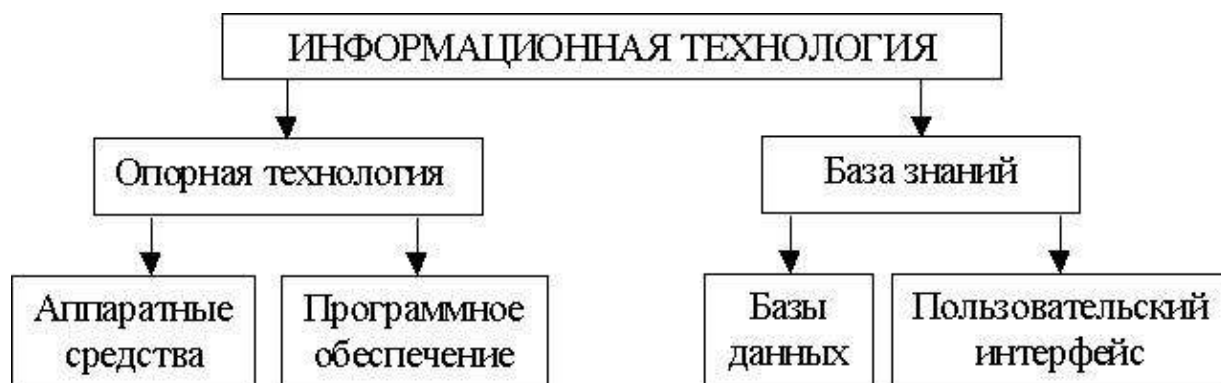 ИНФОРМАЦИОННАЯ ТЕХНОЛОГИЯ
Опорная технология
База знаний
Аппаратные
средства
Программное
обеспечение
Базы
данных
Пользовательский
интерфейс